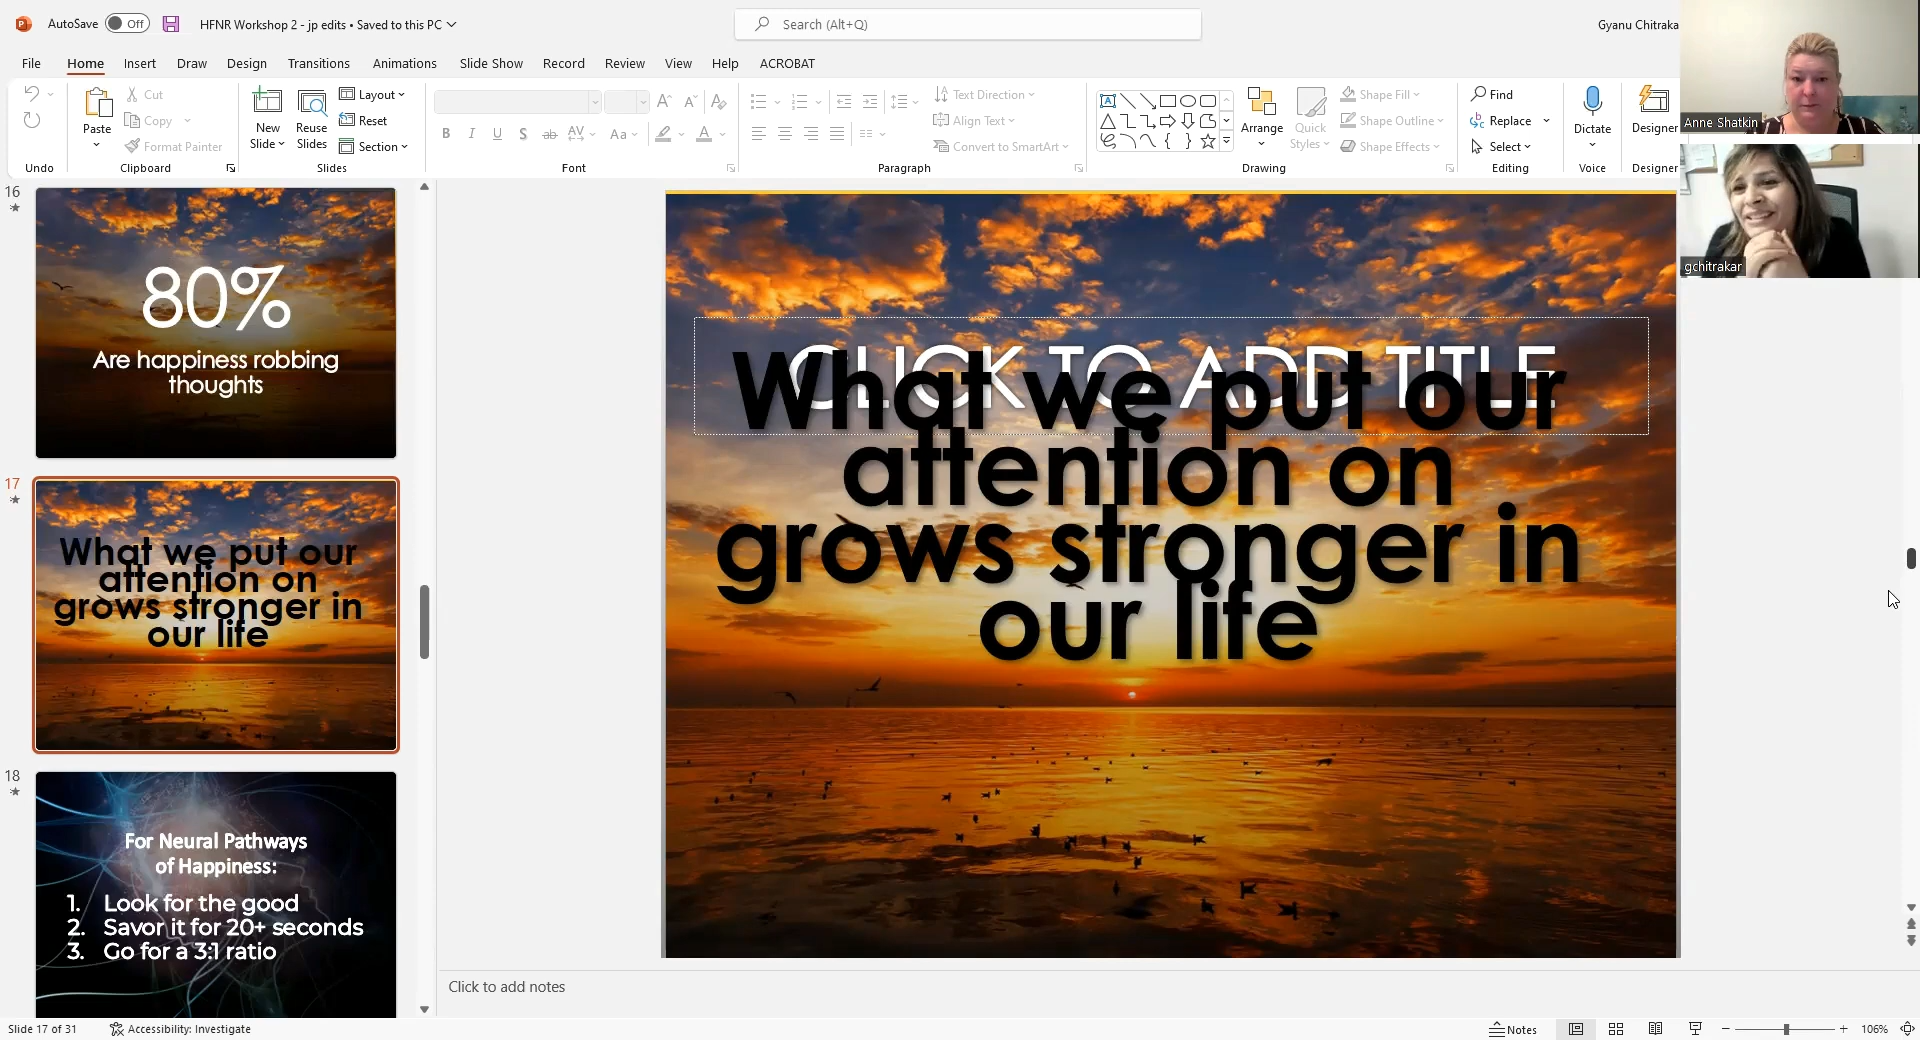 AutoSave Off HFNR Workshop 2 - jp edits • Saved to this PC Search (Alt+Q) Gyanu Chitraka
File Home Insert Draw Design Transitions Animations Slide Show Record Review View Help ACROBAT
Undo
Paste
Cut
Copy
Format Painter
Clipboard
New Slide
Reuse Slides
Layout
Reset
Section
Slides
B I U S ab AV Aa A
Font
Text Direction
Align Text
Convert to SmartArt
Paragraph
Arrange
Quick Styles
Shape Fill
Shape Outline
Shape Effects
Drawing
Find
Replace
Select
Editing
Dictate
Voice
Designer
Designer
Anne Shatkin
gchitrakar
16
80%
Are happiness robbing
thoughts
17
What we put our
attention on
grows stronger in
our life
18
For Neural Pathways
of Happiness:
1. Look for the good
2. Savor it for 20+ seconds
3. Go for a 3:1 ratio
CLICK TO ADD TITLE
What we put our
attention on
grows stronger in
our life
Click to add notes
Slide 17 of 31 Accessibility: Investigate Notes 106%